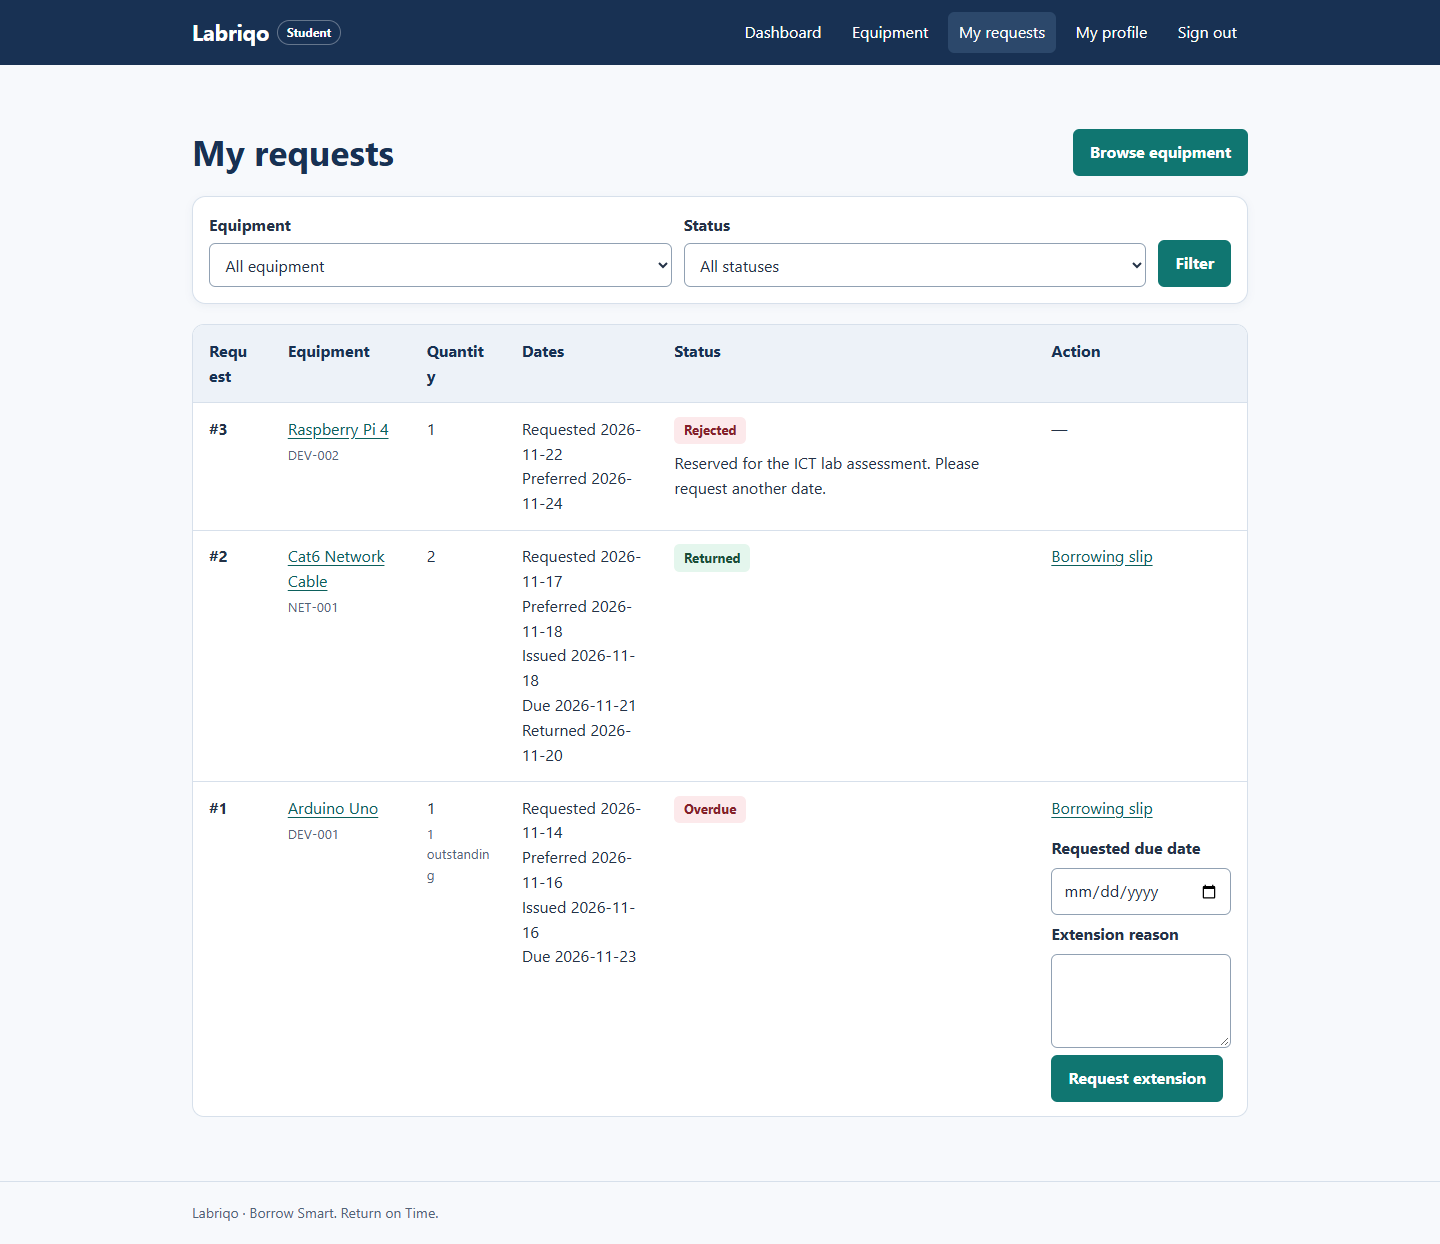 Labriqo Student Dashboard Equipment My requests My profile Sign out
My requests Browse equipment
Equipment Status
All equipment All statuses Filter
Requ
est Equipment Quantit
y Dates Status Action
#3 Raspberry Pi 4 1 Requested 2026- Rejected —
DEV-002 11-22
Preferred 2026-
11-24
Reserved for the ICT lab assessment. Please
request another date.
#2 Cat6 Network 2 Requested 2026- Returned Borrowing slip
Cable 11-17
NET-001 Preferred 2026-
11-18
Issued 2026-11-
18
Due 2026-11-21
Returned 2026-
11-20
#1 Arduino Uno 1 Requested 2026- Overdue Borrowing slip
DEV-001 1 11-14
outstandin
g
Preferred 2026-
11-16
Issued 2026-11-
16
Due 2026-11-23
Requested due date
mm/dd/yyyy
Extension reason
Request extension
Labriqo · Borrow Smart. Return on Time.